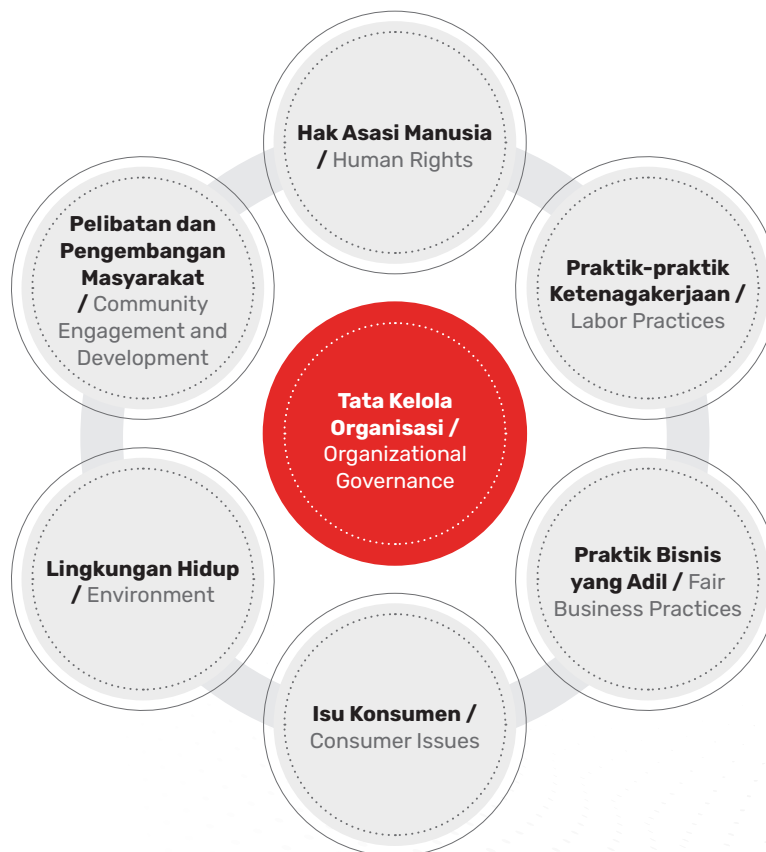 Hak Asasi Manusia
/ Human Rights
Pelibatan dan
Pengembangan
Masyarakat
/ Community
Engagement and
Development
Praktik-praktik
Ketenagakerjaan /
Labor Practices
Tata Kelola
Organisasi /
Organizational
Governance
Lingkungan Hidup
/ Environment
Praktik Bisnis
yang Adil / Fair
Business Practices
Isu Konsumen /
Consumer Issues